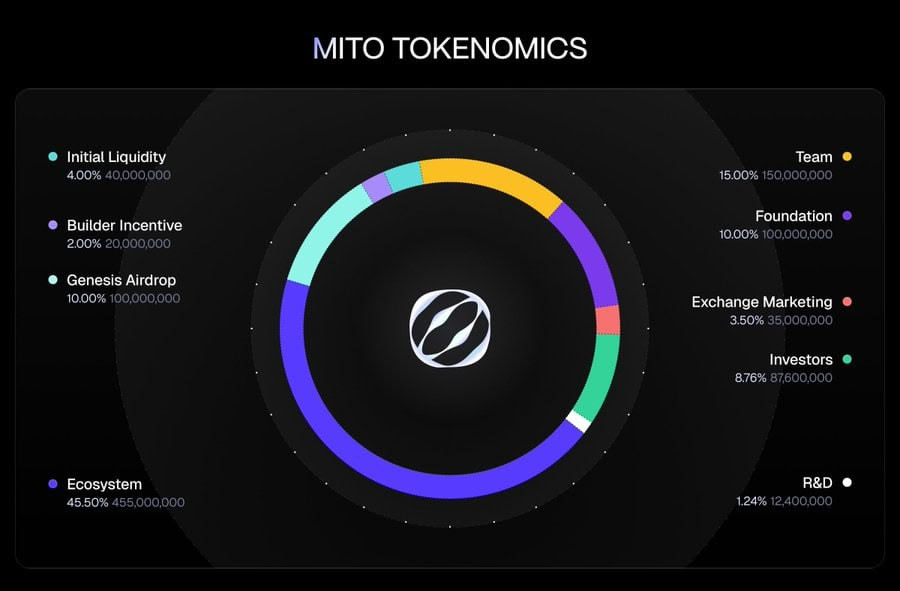 MITO TOKENOMICS
Initial Liquidity
4.00% 40,000,000
Builder Incentive
2.00% 20,000,000
Genesis Airdrop
10.00% 100,000,000
Ecosystem
45.50% 455,000,000
Team
15.00% 150,000,000
Foundation
10.00% 100,000,000
Exchange Marketing
3.50% 35,000,000
Investors
8.76% 87,600,000
R&D
1.24% 12,400,000